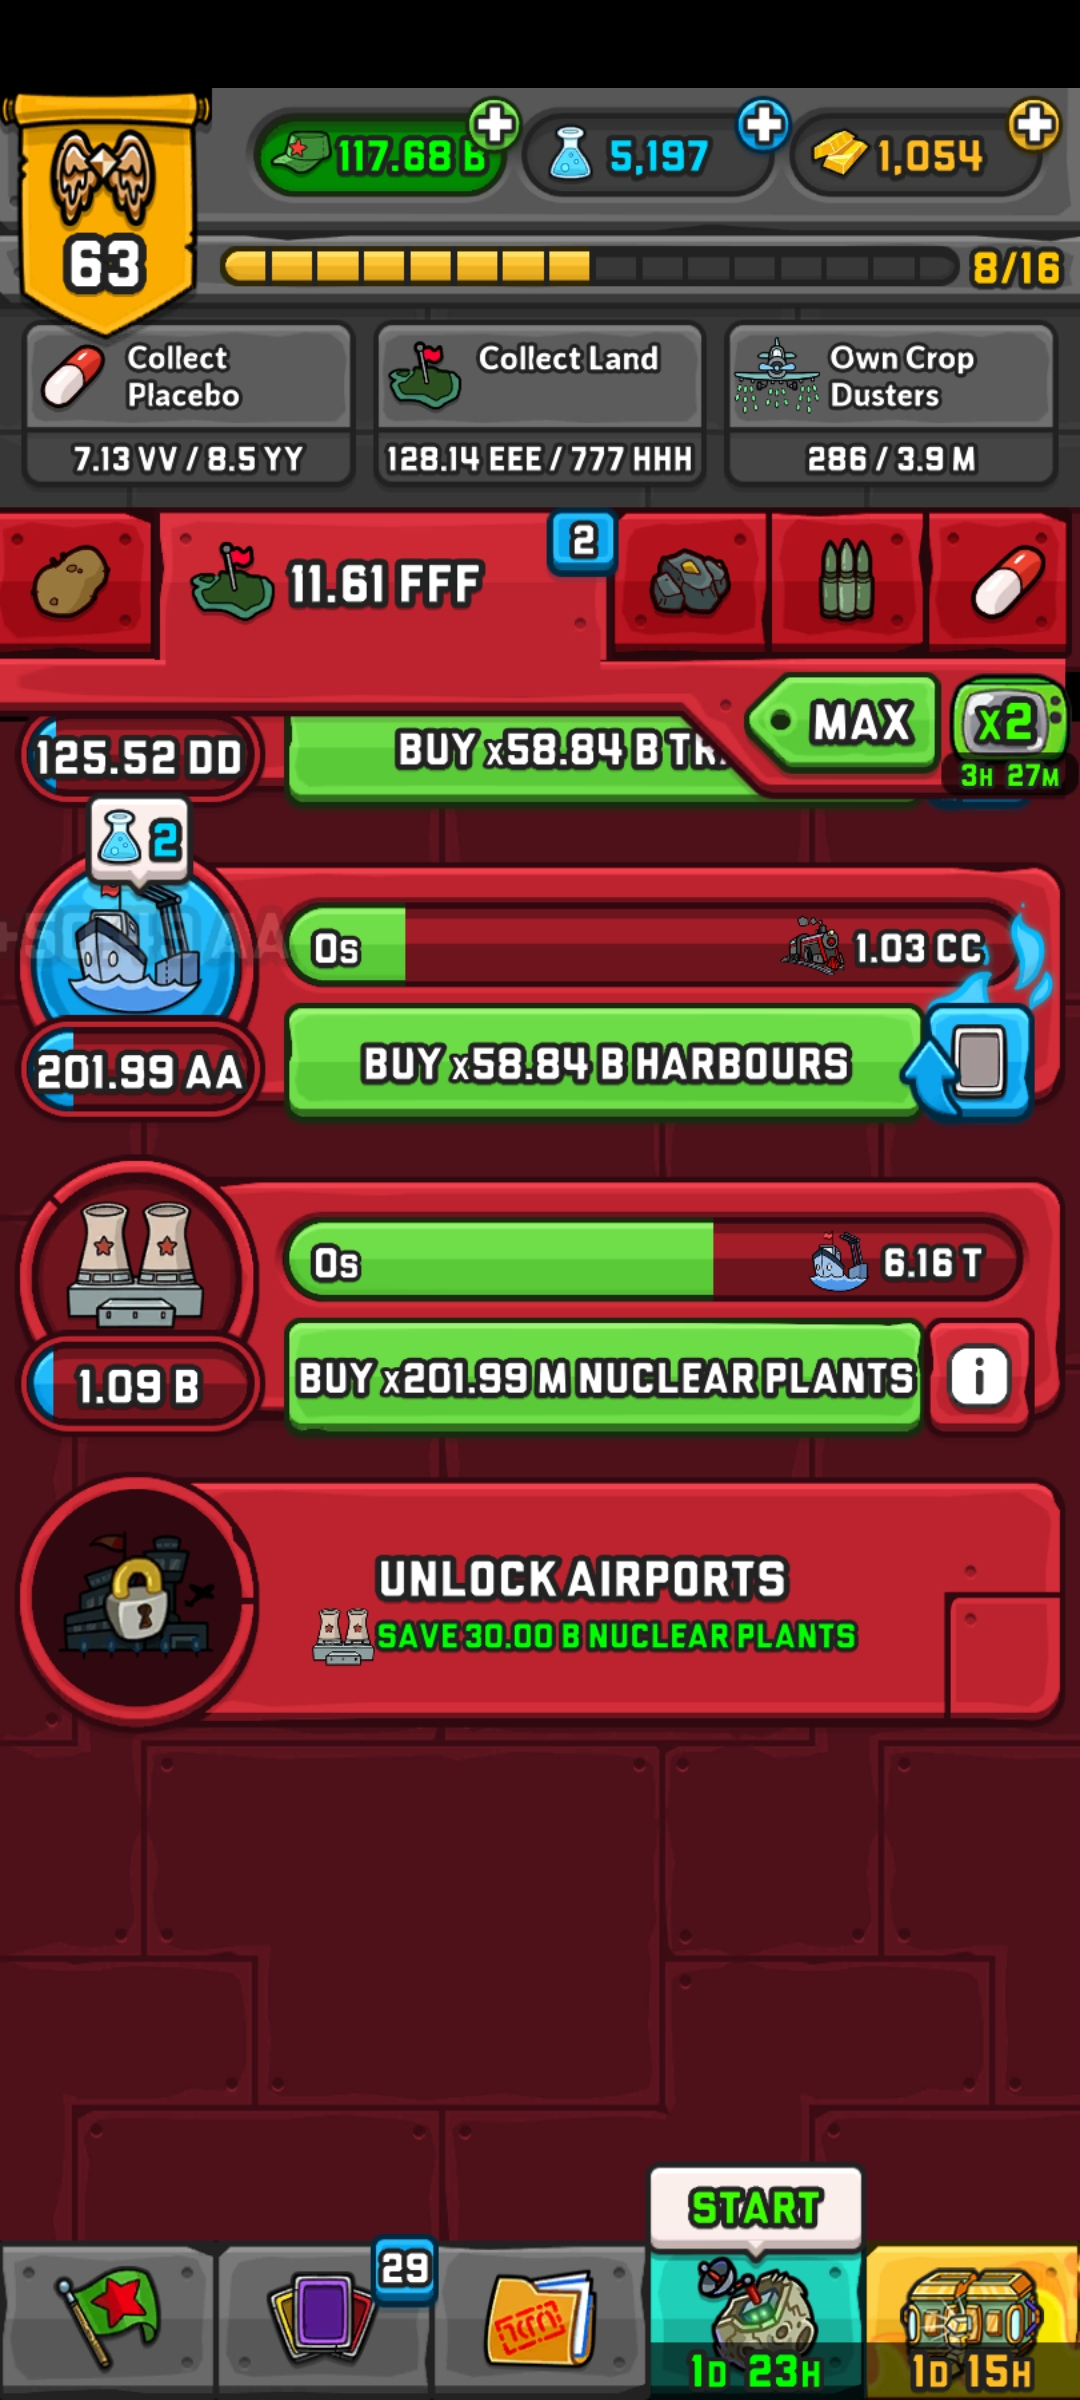 117.68 B
5,197
1,054
63
8/16
Collect
Placebo
7.13 VV / 8.5 YY
Collect Land
128.14 EEE / 777 HHH
Own Crop
Dusters
286 / 3.9 M
11.61 FFF
2
MAX
x2
3H 27M
125.52 DD
BUY x58.84 B TR
2
0s
1.03 CC
201.99 AA
BUY x58.84 B HARBOURS
0s
6.16 T
1.09 B
BUY x201.99 M NUCLEAR PLANTS
i
UNLOCK AIRPORTS
SAVE 30.00 B NUCLEAR PLANTS
START
29
1D 23H
1D 15H